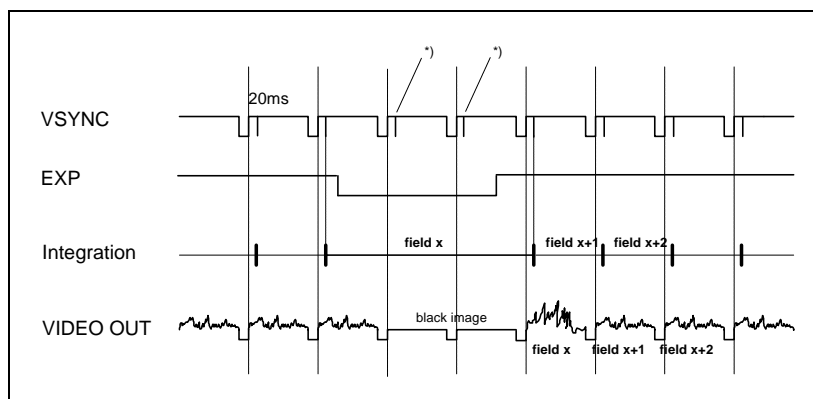 *) *)
20ms
VSYNC
EXP
Integration field x field x+1 field x+2
black image
VIDEO OUT
field x field x+1 field x+2